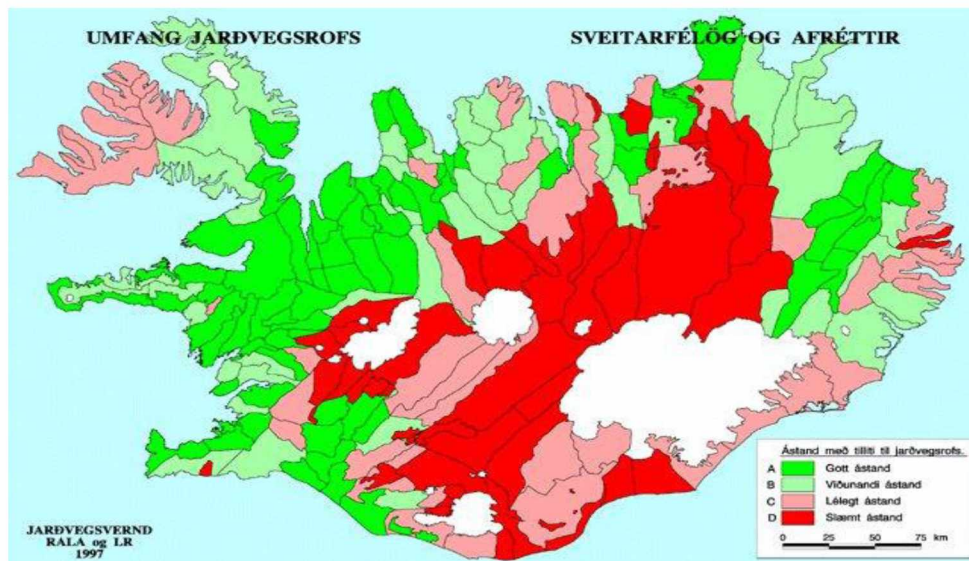 UMFANG JARÐVEGSROFS
SVEITARFÉLÖG OG AFRÉTTIR
Ástand með tilliti til jarðvegsrofs.
A Gott ástand
B Viðunandi ástand
C Lélegt ástand
D Slæmt ástand
km
0 25 50 75
JARÐVEGSVERND
RALA og LR
1997